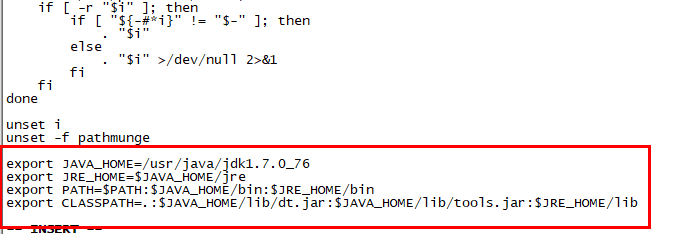 if [ -r "$i" ]; then
if [ "${-#*i}" != "$-" ]; then
. "$i"
else
. "$i" >/dev/null 2>&1
fi
fi
done
unset i
unset -f pathmunge
export JAVA_HOME=/usr/java/jdk1.7.0_76
export JRE_HOME=$JAVA_HOME/jre
export PATH=$PATH:$JAVA_HOME/bin:$JRE_HOME/bin
export CLASSPATH=.:$JAVA_HOME/lib/dt.jar:$JAVA_HOME/lib/tools.jar:$JRE_HOME/lib
-- INSERT --